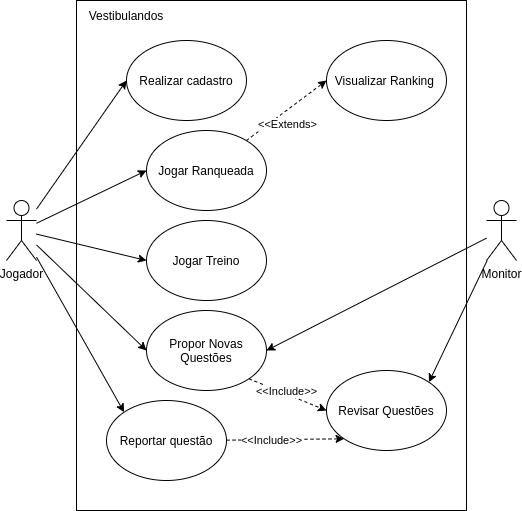 Vestibulandos
Realizar cadastro
Visualizar Ranking
<<Extends>
Jogar Ranqueada
Jogar Treino
Jogador
Monitor
Propor Novas
Questões
<<Include>>
Revisar Questões
Reportar questão
<<Include>>